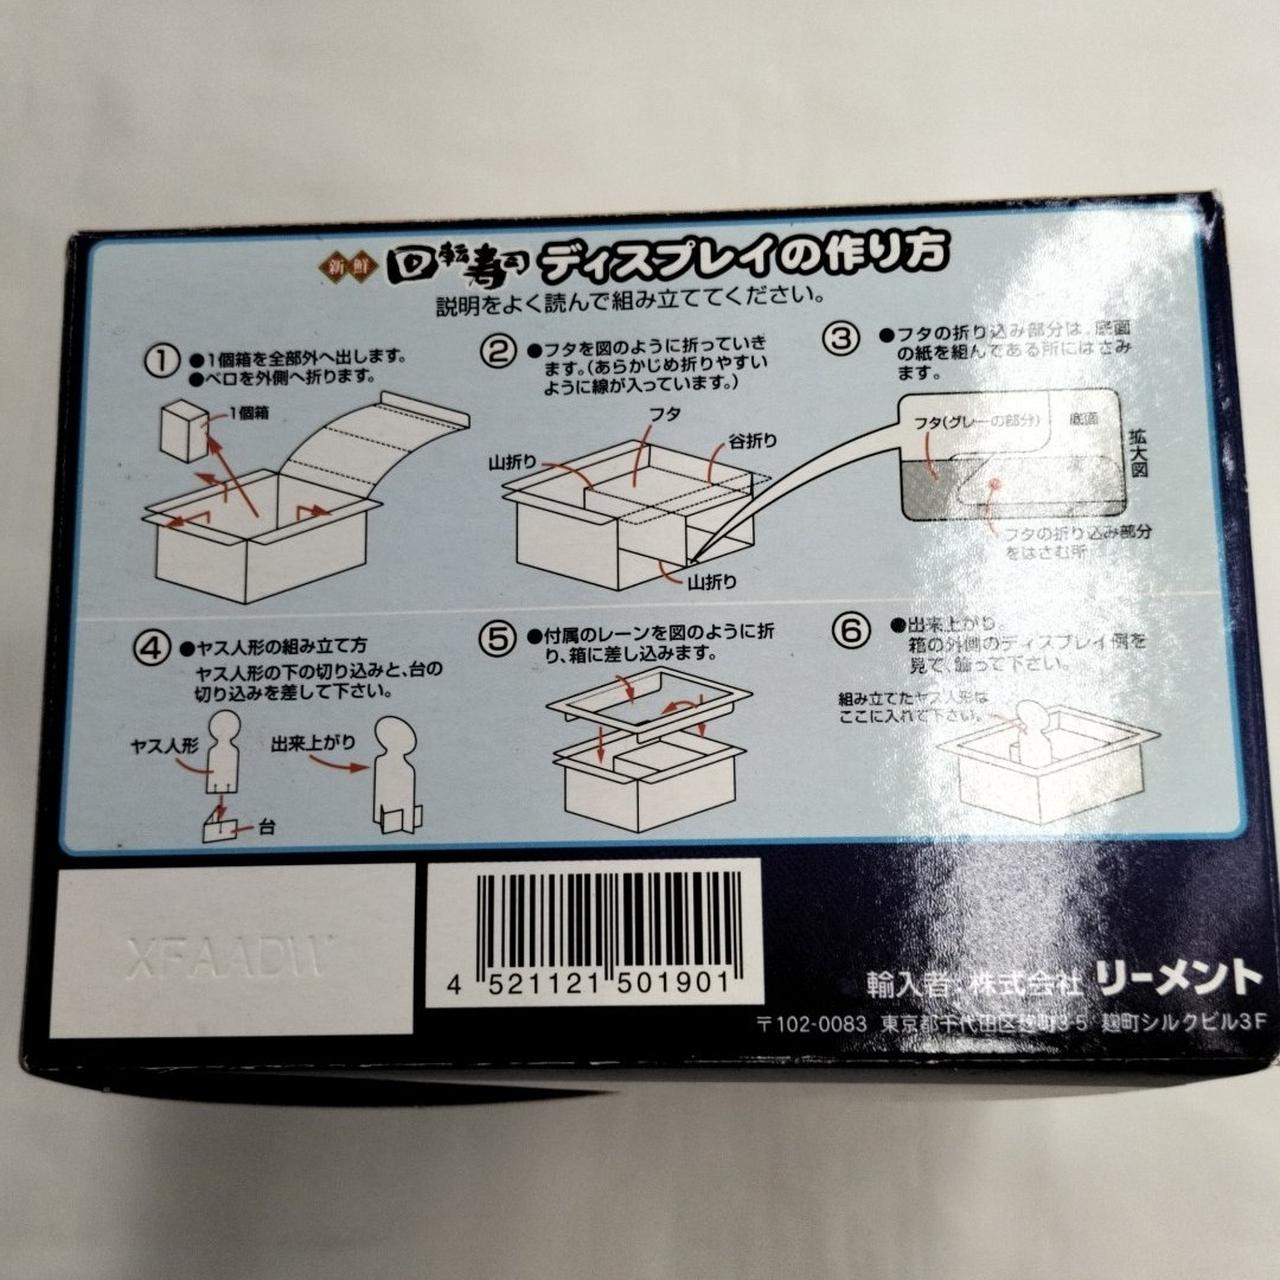 新鮮 回転寿司 ディスプレイの作り方
説明をよく読んで組み立ててください。
① ●1個箱を全部外へ出します。
●ベロを外側へ折ります。
1個箱
② ●フタを図のように折っていき
ます。(あらかじめ折りやすい
ように線が入っています。)
フタ
谷折り
山折り
山折り
③ ●フタの折り込み部分は、底面
の紙を組んである所にはさみ
ます。
フタ(グレーの部分)
底面
拡大図
フタの折り込み部分
をはさむ所
④ ●ヤス人形の組み立て方
ヤス人形の下の切り込みと、台の
切り込みを差して下さい。
ヤス人形
出来上がり
台
⑤ ●付属のレーンを図のように折
り、箱に差し込みます。
⑥ ●出来上がり。
箱の外側のディスプレイ例を
見て、飾って下さい。
組み立てたヤス人形は
ここに入れて下さい。
XFAADW
4 521121 501901
輸入者:株式会社 リーメント
〒102-0083 東京都千代田区麹町3-5 麹町シルクビル3F